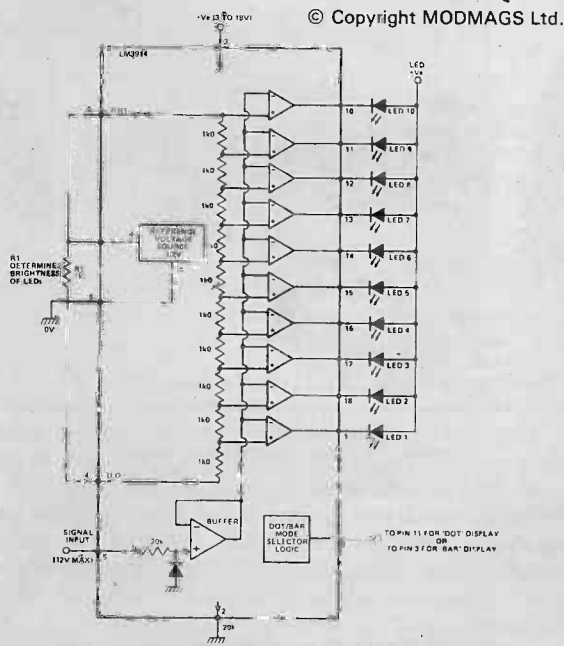 © Copyright MODMAGS Ltd.
+Ve (3 TO 18V)
3
LM3914
LED
+Ve
10
LED 10
1k0
11
LED 9
1k0
12
LED 8
1k0
13
LED 7
1k0
REFERENCE
VOLTAGE
SOURCE
14
LED 6
1k0
R1
DETERMINES
BRIGHTNESS
OF LEDs
R1
15
LED 5
1k0
0V
16
LED 4
1k0
17
LED 3
1k0
18
LED 2
1k0
1
LED 1
1k0
4
SIGNAL
INPUT
(12V MAX)
5
20k
BUFFER
DOT/BAR
MODE
SELECTOR
LOGIC
TO PIN 11 FOR 'DOT' DISPLAY
OR
TO PIN 3 FOR 'BAR' DISPLAY
2
20k